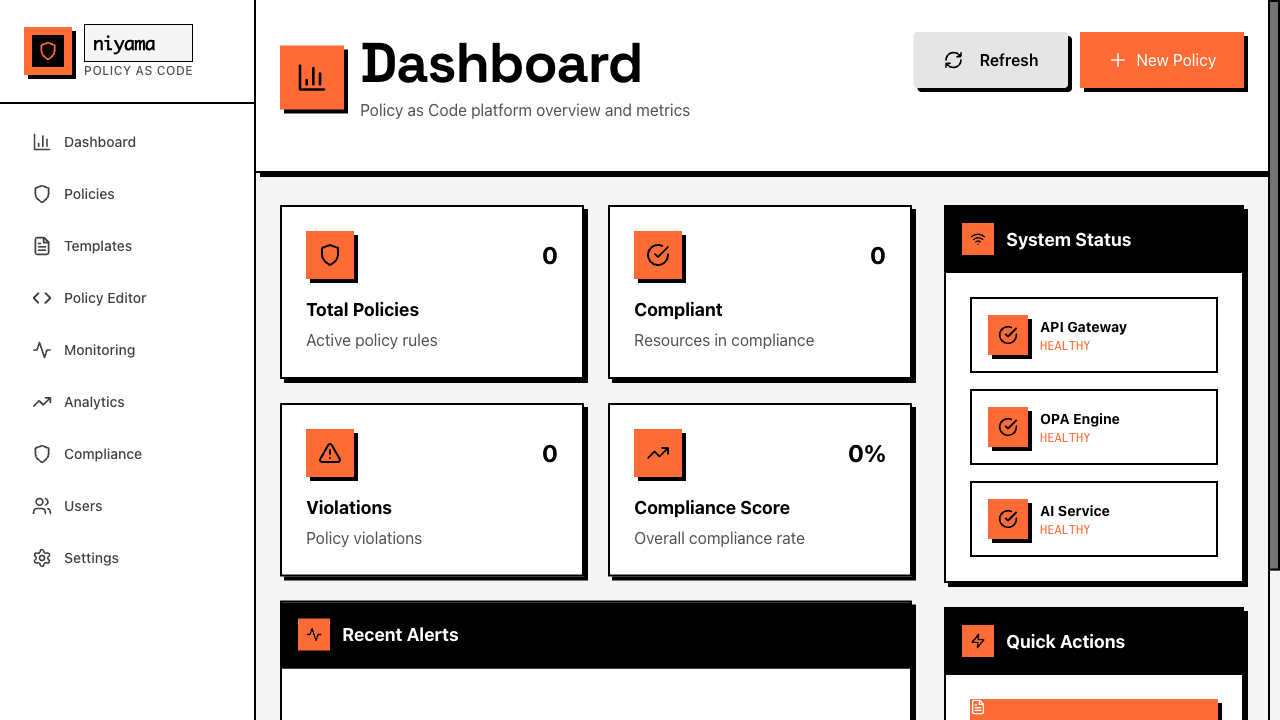 niyama
POLICY AS CODE
Dashboard
Policies
Templates
Policy Editor
Monitoring
Analytics
Compliance
Users
Settings
Dashboard
Policy as Code platform overview and metrics
Refresh
New Policy
0
Total Policies
Active policy rules
0
Compliant
Resources in compliance
0
Violations
Policy violations
0%
Compliance Score
Overall compliance rate
Recent Alerts
System Status
API Gateway
HEALTHY
OPA Engine
HEALTHY
AI Service
HEALTHY
Quick Actions